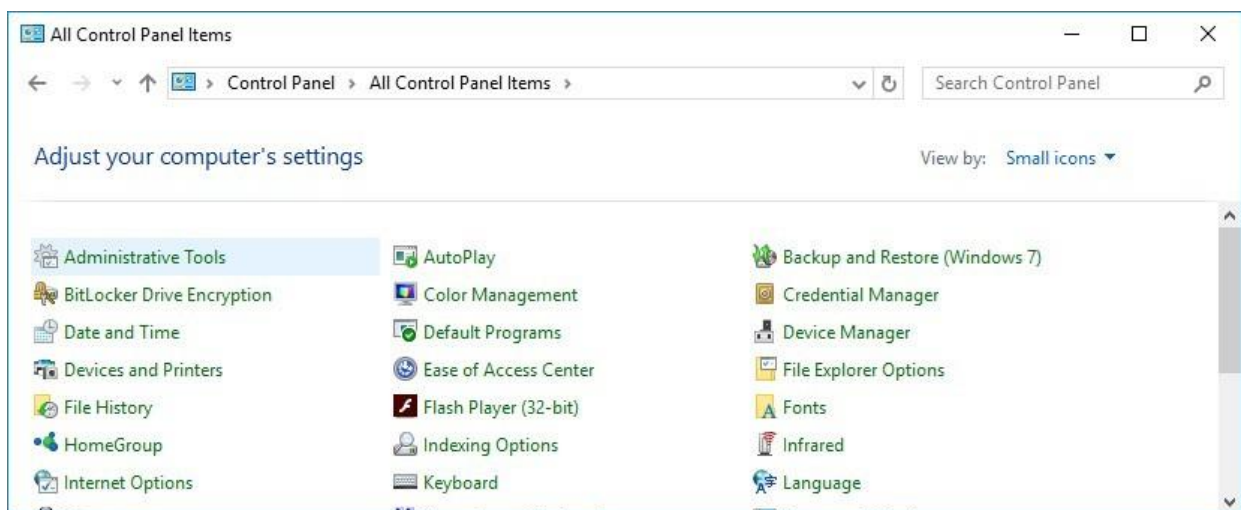 All Control Panel Items
Control Panel > All Control Panel Items >
Search Control Panel
Adjust your computer's settings
View by: Small icons
Administrative Tools
AutoPlay
Backup and Restore (Windows 7)
BitLocker Drive Encryption
Color Management
Credential Manager
Date and Time
Default Programs
Device Manager
Devices and Printers
Ease of Access Center
File Explorer Options
File History
Flash Player (32-bit)
Fonts
HomeGroup
Indexing Options
Infrared
Internet Options
Keyboard
Language